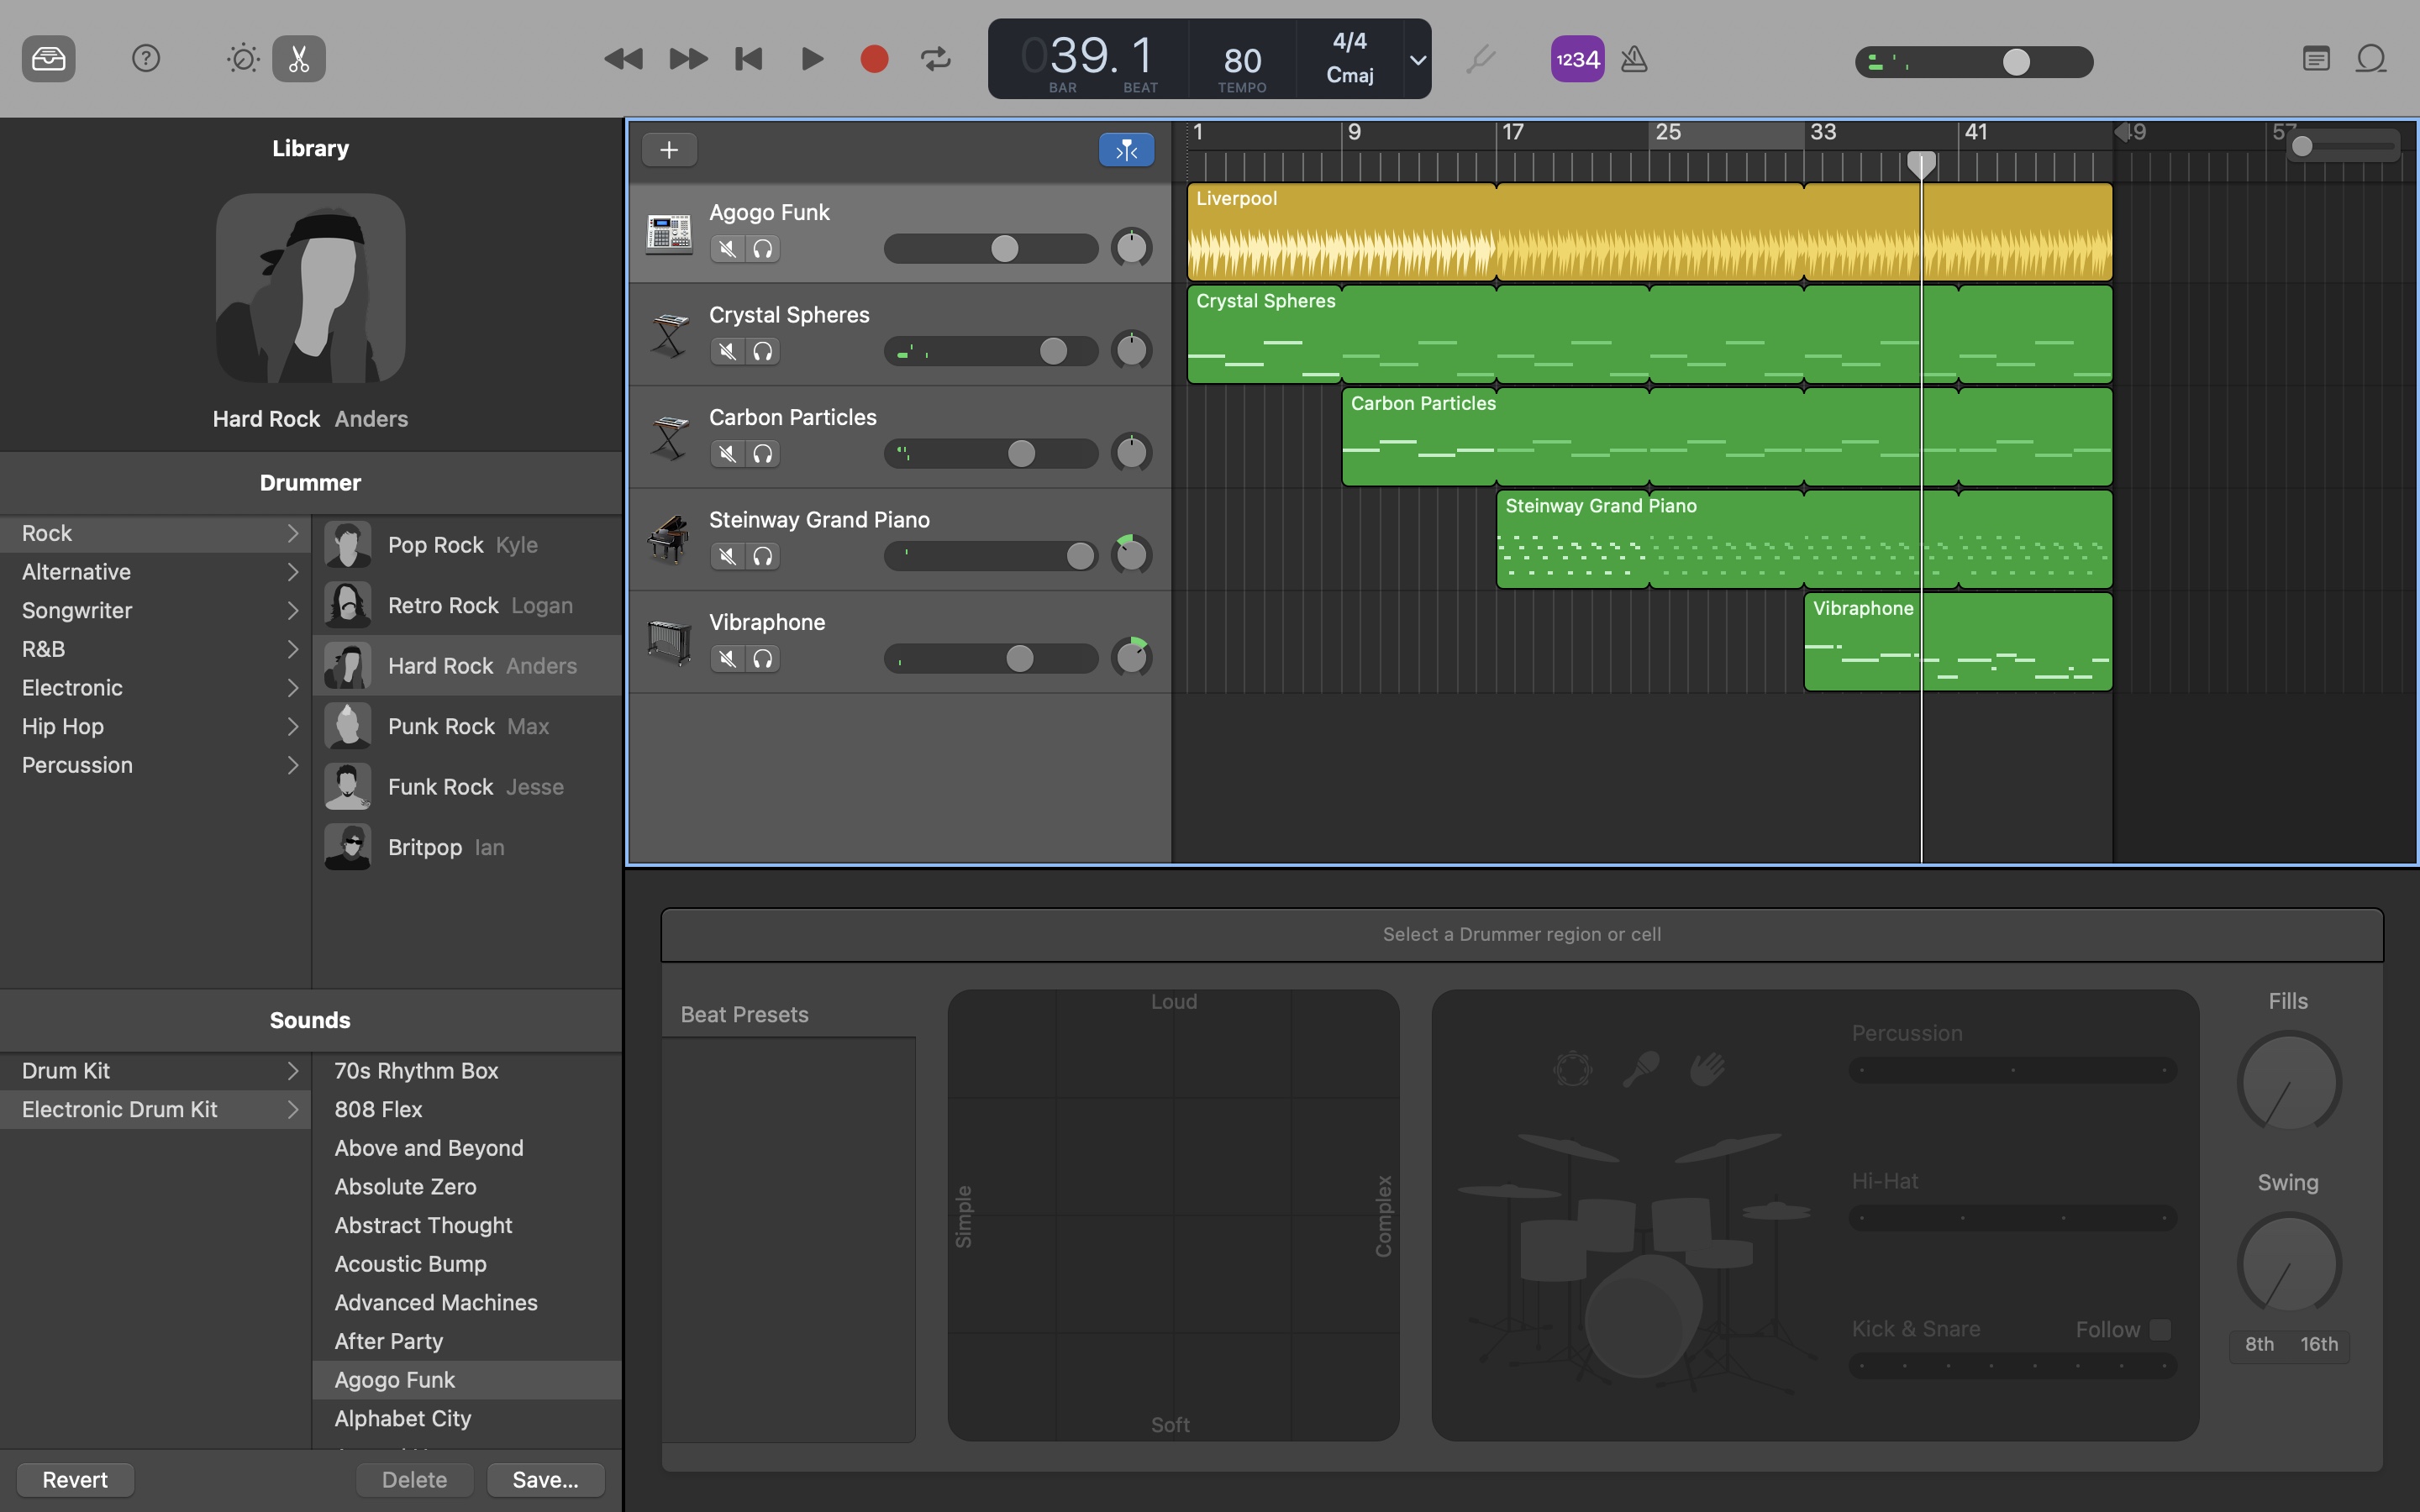 039. 1
BAR BEAT
80
TEMPO
4/4
Cmaj
1234
Library
Hard Rock Anders
Drummer
Rock
Alternative
Songwriter
R&B
Electronic
Hip Hop
Percussion
Pop Rock Kyle
Retro Rock Logan
Hard Rock Anders
Punk Rock Max
Funk Rock Jesse
Britpop Ian
Sounds
Drum Kit
Electronic Drum Kit
70s Rhythm Box
808 Flex
Above and Beyond
Absolute Zero
Abstract Thought
Acoustic Bump
Advanced Machines
After Party
Agogo Funk
Alphabet City
Revert
Delete
Save...
1 9 17 25 33 41 49 57
Agogo Funk
Crystal Spheres
Carbon Particles
Steinway Grand Piano
Vibraphone
Liverpool
Crystal Spheres
Carbon Particles
Steinway Grand Piano
Vibraphone
Select a Drummer region or cell
Beat Presets
Loud
Simple
Complex
Soft
Percussion
Hi-Hat
Kick & Snare
Follow
Fills
Swing
8th 16th